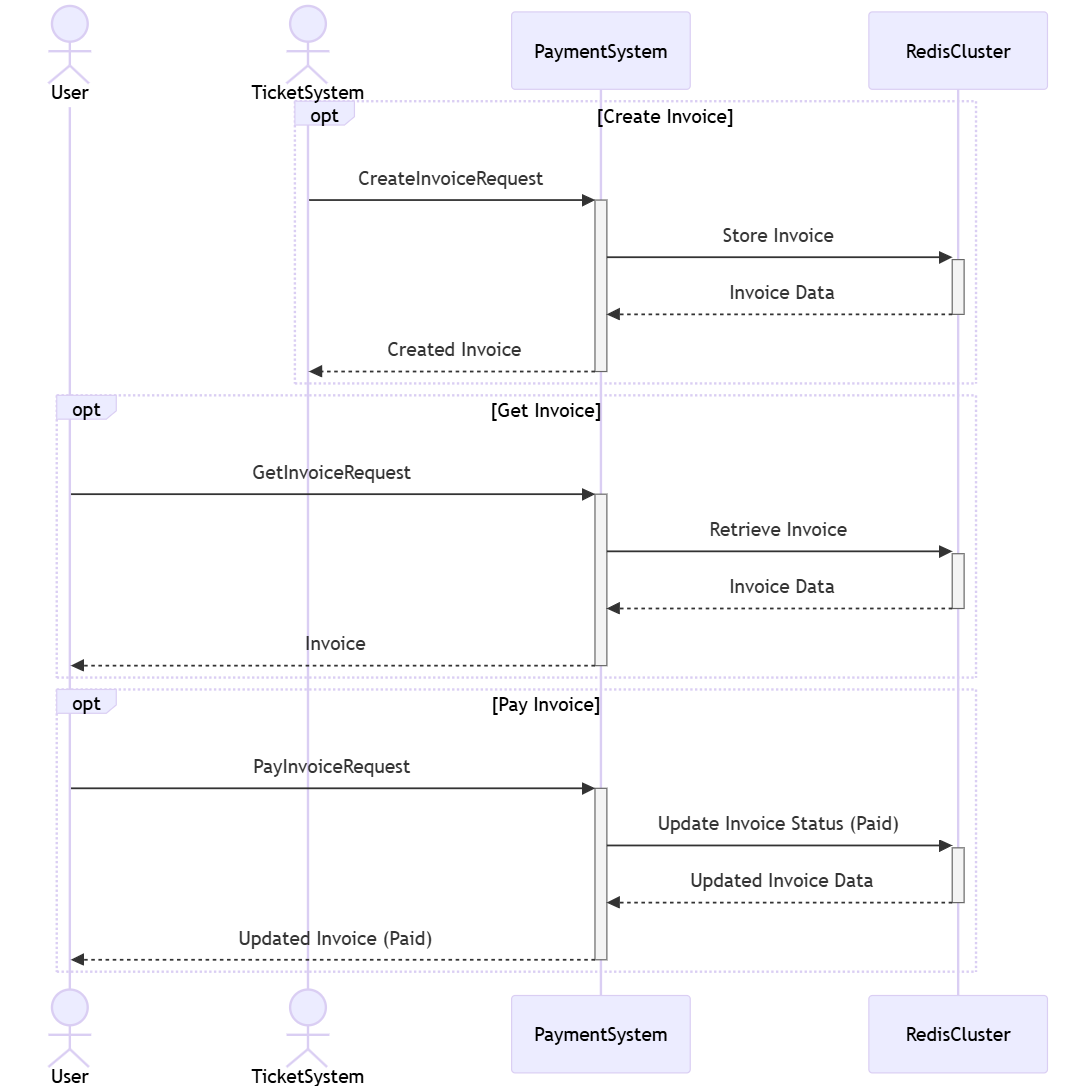 User
TicketSystem
PaymentSystem
RedisCluster
opt
[Create Invoice]
CreateInvoiceRequest
Store Invoice
Invoice Data
Created Invoice
opt
[Get Invoice]
GetInvoiceRequest
Retrieve Invoice
Invoice Data
Invoice
opt
[Pay Invoice]
PayInvoiceRequest
Update Invoice Status (Paid)
Updated Invoice Data
Updated Invoice (Paid)
User
TicketSystem
PaymentSystem
RedisCluster